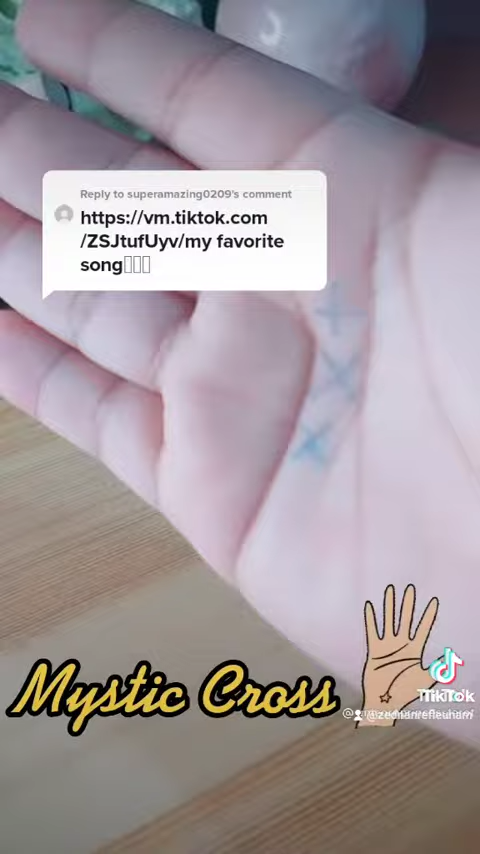 Reply to superamazing0209's comment
https://vm.tiktok.com
/ZSJtufUyv/my favorite
song
Mystic Cross
TikTok